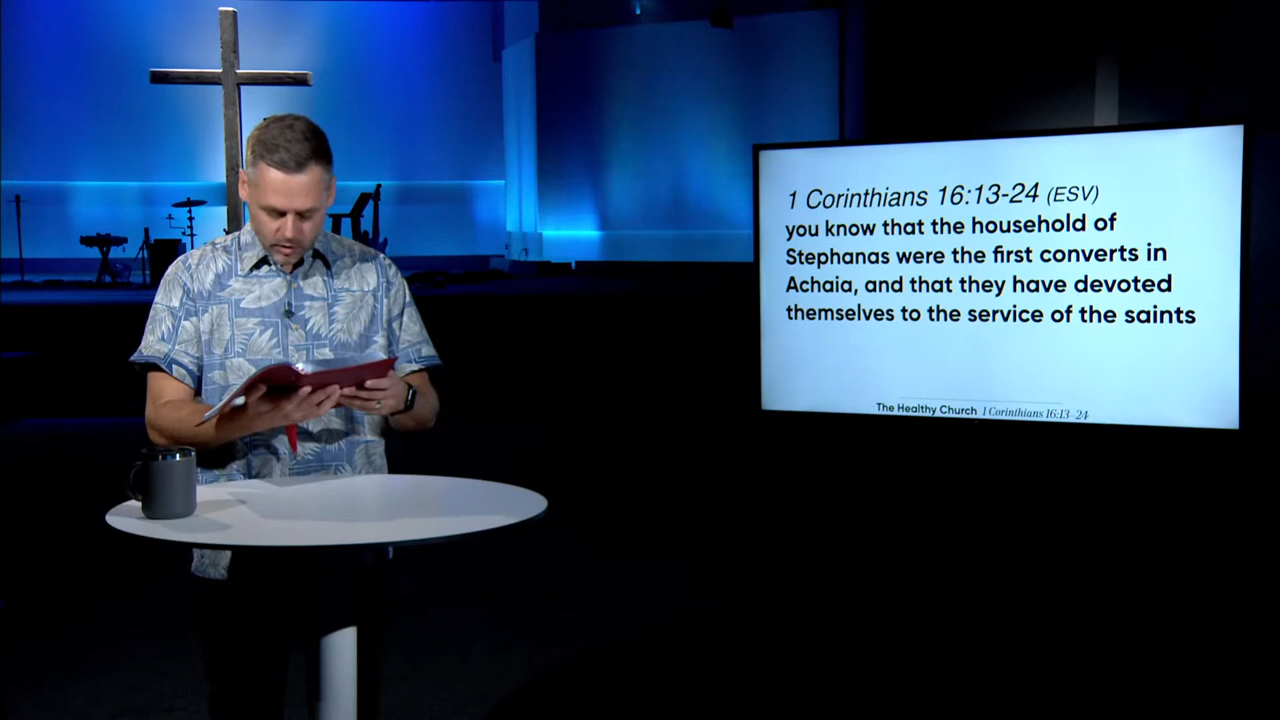 1 Corinthians 16:13-24 (ESV)
you know that the household of
Stephanas were the first converts in
Achaia, and that they have devoted
themselves to the service of the saints
The Healthy Church 1 Corinthians 16:13-24